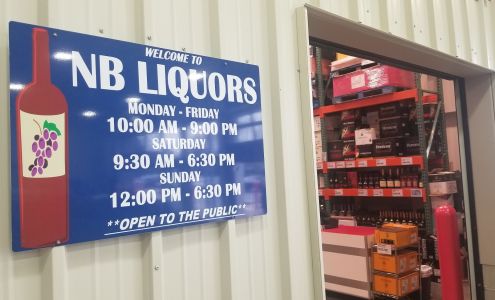 WELCOME TO
NB LIQUORS
MONDAY - FRIDAY
10:00 AM - 9:00 PM
SATURDAY
9:30 AM - 6:30 PM
SUNDAY
12:00 PM - 6:30 PM
**OPEN TO THE PUBLIC**